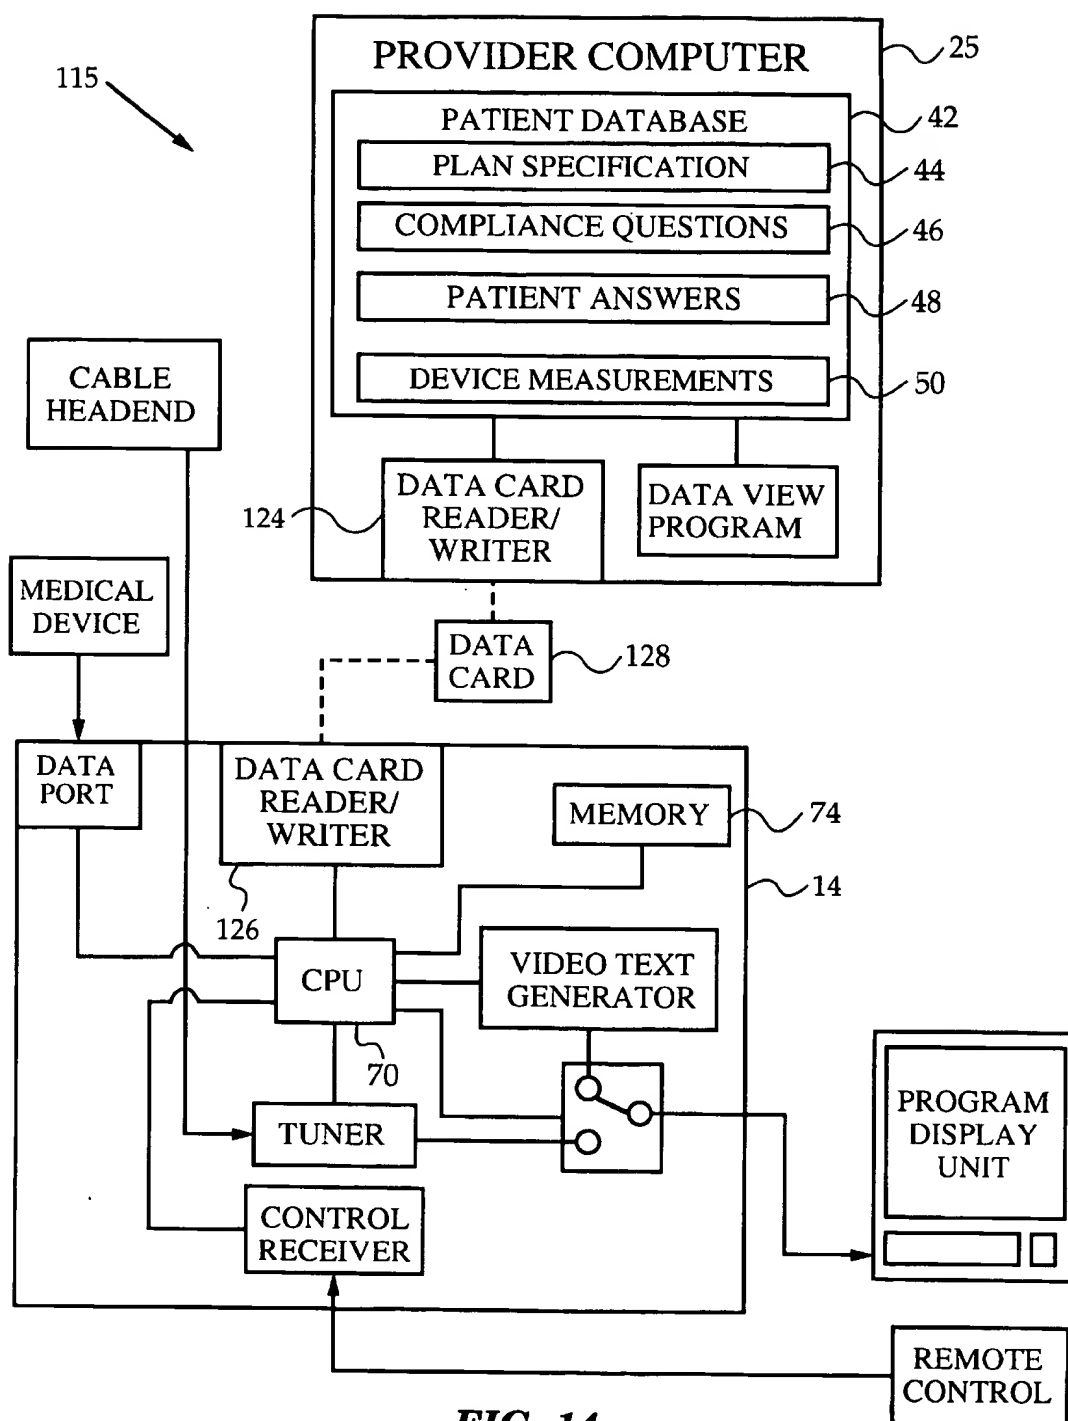 PROVIDER COMPUTER
25
115
PATIENT DATABASE
42
PLAN SPECIFICATION
44
COMPLIANCE QUESTIONS
46
PATIENT ANSWERS
48
DEVICE MEASUREMENTS
50
CABLE
HEADEND
DATA CARD
READER/
WRITER
124
DATA VIEW
PROGRAM
MEDICAL
DEVICE
DATA
CARD
128
DATA
PORT
DATA CARD
READER/
WRITER
126
MEMORY
74
14
CPU
70
VIDEO TEXT
GENERATOR
TUNER
PROGRAM
DISPLAY
UNIT
CONTROL
RECEIVER
REMOTE
CONTROL
FIG. 14